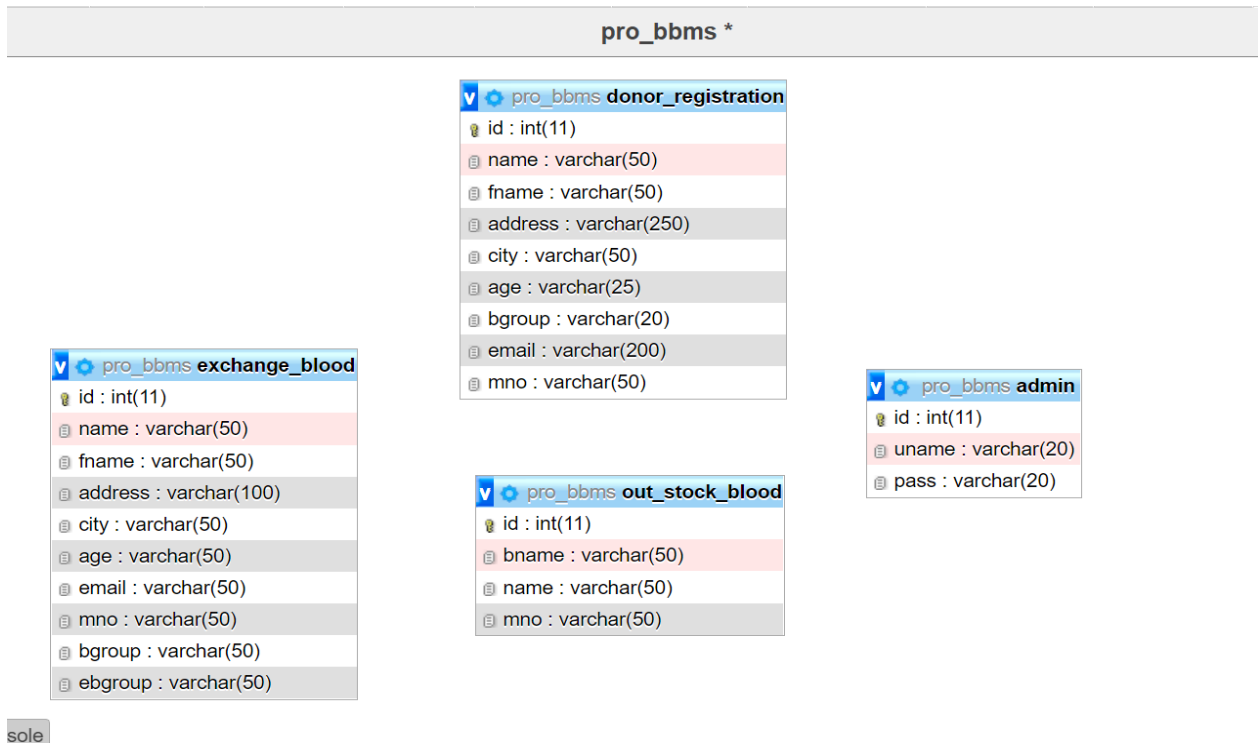 pro_bbms *
pro_bbms donor_registration
id : int(11)
name : varchar(50)
fname : varchar(50)
address : varchar(250)
city : varchar(50)
age : varchar(25)
bgroup : varchar(20)
email : varchar(200)
mno : varchar(50)
pro_bbms exchange_blood
id : int(11)
name : varchar(50)
fname : varchar(50)
address : varchar(100)
city : varchar(50)
age : varchar(50)
email : varchar(50)
mno : varchar(50)
bgroup : varchar(50)
ebgroup : varchar(50)
pro_bbms out_stock_blood
id : int(11)
bname : varchar(50)
name : varchar(50)
mno : varchar(50)
pro_bbms admin
id : int(11)
uname : varchar(20)
pass : varchar(20)
sole